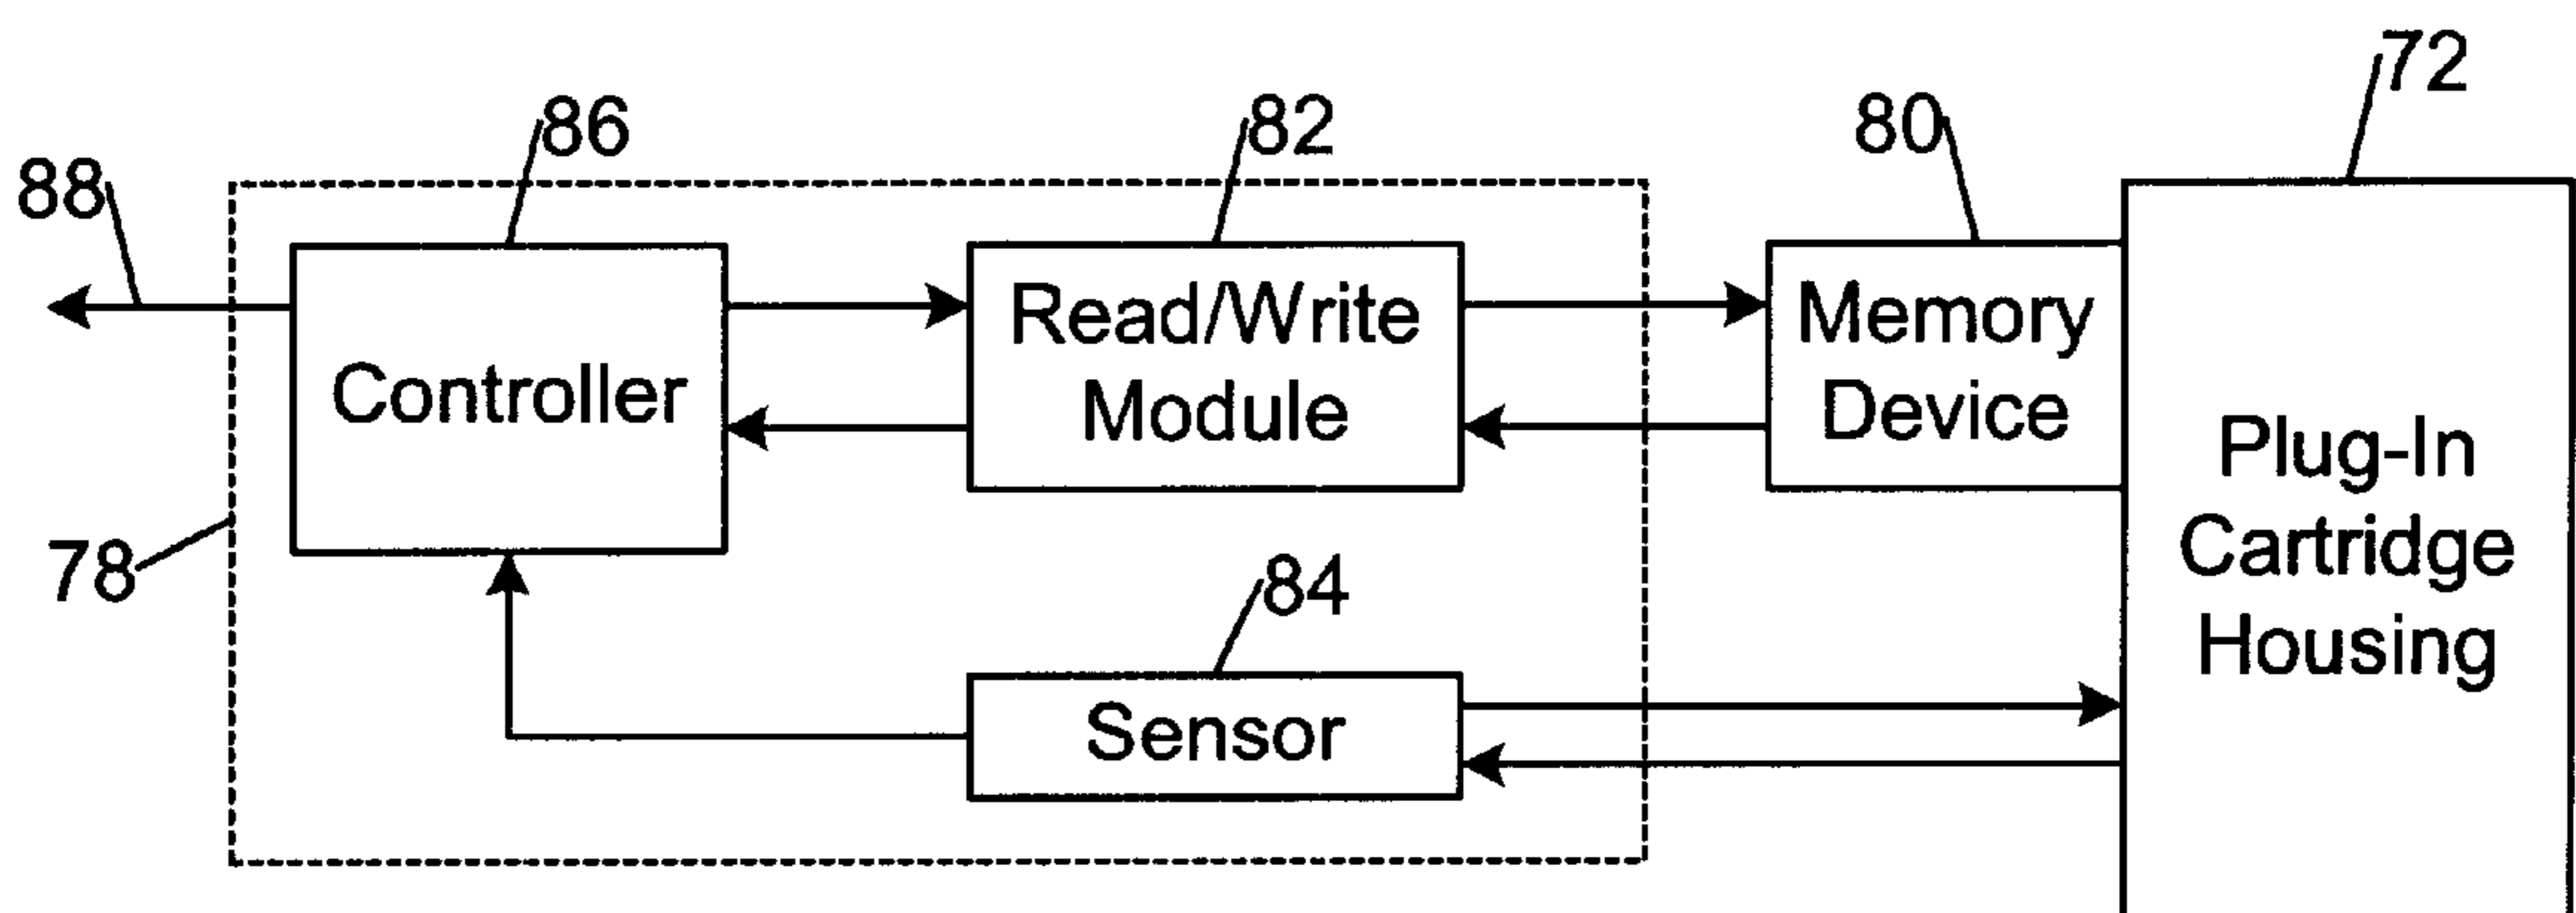 72
86
82
80
88
Controller
Read/Write
Module
Memory
Device
Plug-In
Cartridge
Housing
78
84
Sensor